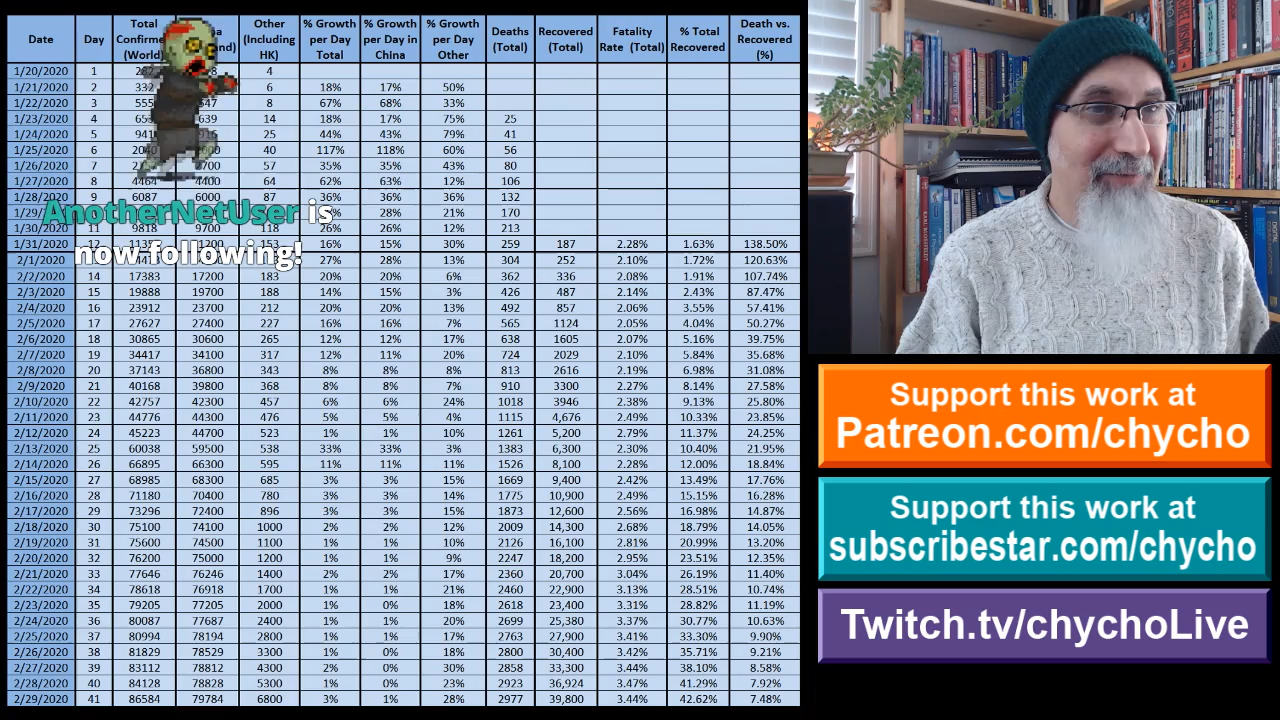 Date Day Total Confirmed (World) Other (Including HK) % Growth per Day Total % Growth per Day in China % Growth per Day Other Deaths (Total) Recovered (Total) Fatality Rate (Total) % Total Recovered Death vs. Recovered (%)
1/20/2020 1 4
1/21/2020 2 332 6 18% 17% 50%
1/22/2020 3 555 547 8 67% 68% 33%
1/23/2020 4 639 14 18% 17% 75% 25
1/24/2020 5 941 25 44% 43% 79% 41
1/25/2020 6 40 117% 118% 60% 56
1/26/2020 7 2700 57 35% 35% 43% 80
1/27/2020 8 4464 4400 64 62% 63% 12% 106
1/28/2020 9 6087 6000 87 36% 36% 36% 132
28% 21% 170
1/30/2020 11 9818 9700 118 26% 26% 12% 213
1/31/2020 153 16% 15% 30% 259 187 2.28% 1.63% 138.50%
2/1/2020 27% 28% 13% 304 252 2.10% 1.72% 120.63%
2/2/2020 14 17383 17200 183 20% 20% 6% 362 336 2.08% 1.91% 107.74%
2/3/2020 15 19888 19700 188 14% 15% 3% 426 487 2.14% 2.43% 87.47%
2/4/2020 16 23912 23700 212 20% 20% 13% 492 857 2.06% 3.55% 57.41%
2/5/2020 17 27627 27400 227 16% 16% 7% 565 1124 2.05% 4.04% 50.27%
2/6/2020 18 30865 30600 265 12% 12% 17% 638 1605 2.07% 5.16% 39.75%
2/7/2020 19 34417 34100 317 12% 11% 20% 724 2029 2.10% 5.84% 35.68%
2/8/2020 20 37143 36800 343 8% 8% 8% 813 2616 2.19% 6.98% 31.08%
2/9/2020 21 40168 39800 368 8% 8% 7% 910 3300 2.27% 8.14% 27.58%
2/10/2020 22 42757 42300 457 6% 6% 24% 1018 3946 2.38% 9.13% 25.80%
2/11/2020 23 44776 44300 476 5% 5% 4% 1115 4,676 2.49% 10.33% 23.85%
2/12/2020 24 45223 44700 523 1% 1% 10% 1261 5,200 2.79% 11.37% 24.25%
2/13/2020 25 60038 59500 538 33% 33% 3% 1383 6,300 2.30% 10.40% 21.95%
2/14/2020 26 66895 66300 595 11% 11% 11% 1526 8,100 2.28% 12.00% 18.84%
2/15/2020 27 68985 68300 685 3% 3% 15% 1669 9,400 2.42% 13.49% 17.76%
2/16/2020 28 71180 70400 780 3% 3% 14% 1775 10,900 2.49% 15.15% 16.28%
2/17/2020 29 73296 72400 896 3% 3% 15% 1873 12,600 2.56% 16.98% 14.87%
2/18/2020 30 75100 74100 1000 2% 2% 12% 2009 14,300 2.68% 18.79% 14.05%
2/19/2020 31 75600 74500 1100 1% 1% 10% 2126 16,100 2.81% 20.99% 13.20%
2/20/2020 32 76200 75000 1200 1% 1% 9% 2247 18,200 2.95% 23.51% 12.35%
2/21/2020 33 77646 76246 1400 2% 2% 17% 2360 20,700 3.04% 26.19% 11.40%
2/22/2020 34 78618 76918 1700 1% 1% 21% 2460 22,900 3.13% 28.51% 10.74%
2/23/2020 35 79205 77205 2000 1% 0% 18% 2618 23,400 3.31% 28.82% 11.19%
2/24/2020 36 80087 77687 2400 1% 1% 20% 2699 25,380 3.37% 30.77% 10.63%
2/25/2020 37 80994 78194 2800 1% 1% 17% 2763 27,900 3.41% 33.30% 9.90%
2/26/2020 38 81829 78529 3300 1% 0% 18% 2800 30,400 3.42% 35.71% 9.21%
2/27/2020 39 83112 78812 4300 2% 0% 30% 2858 33,300 3.44% 38.10% 8.58%
2/28/2020 40 84128 78828 5300 1% 0% 23% 2923 36,924 3.47% 41.29% 7.92%
2/29/2020 41 86584 79784 6800 3% 1% 28% 2977 39,800 3.44% 42.62% 7.48%
AnotherNetUser is
now following!
Support this work at
Patreon.com/chycho
Support this work at
subscribestar.com/chycho
Twitch.tv/chychoLive